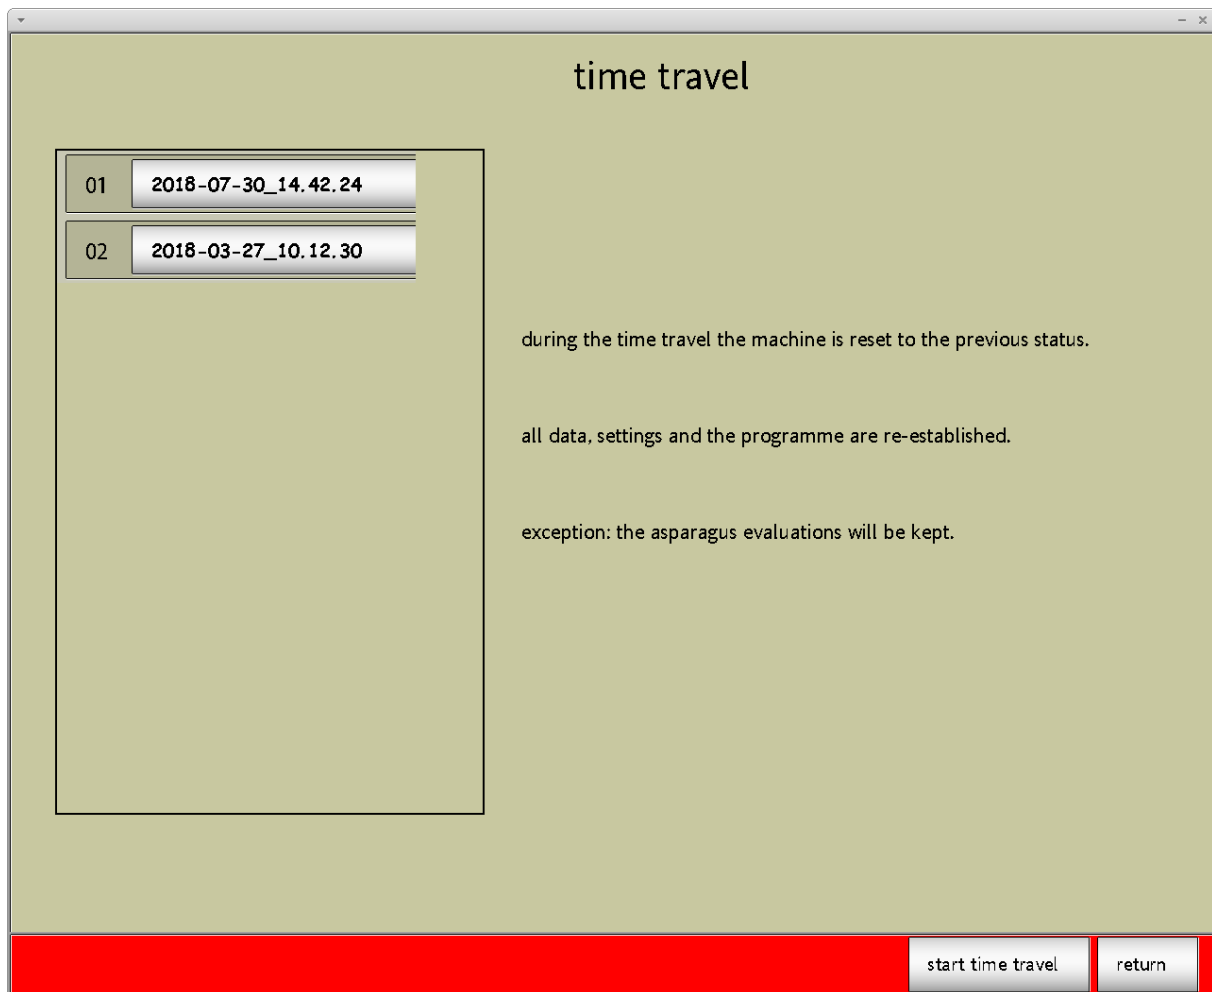 time travel
01 2018-07-30_14.42.24
02 2018-03-27_10.12.30
during the time travel the machine is reset to the previous status.
all data, settings and the programme are re-established.
exception: the asparagus evaluations will be kept.
start time travel return